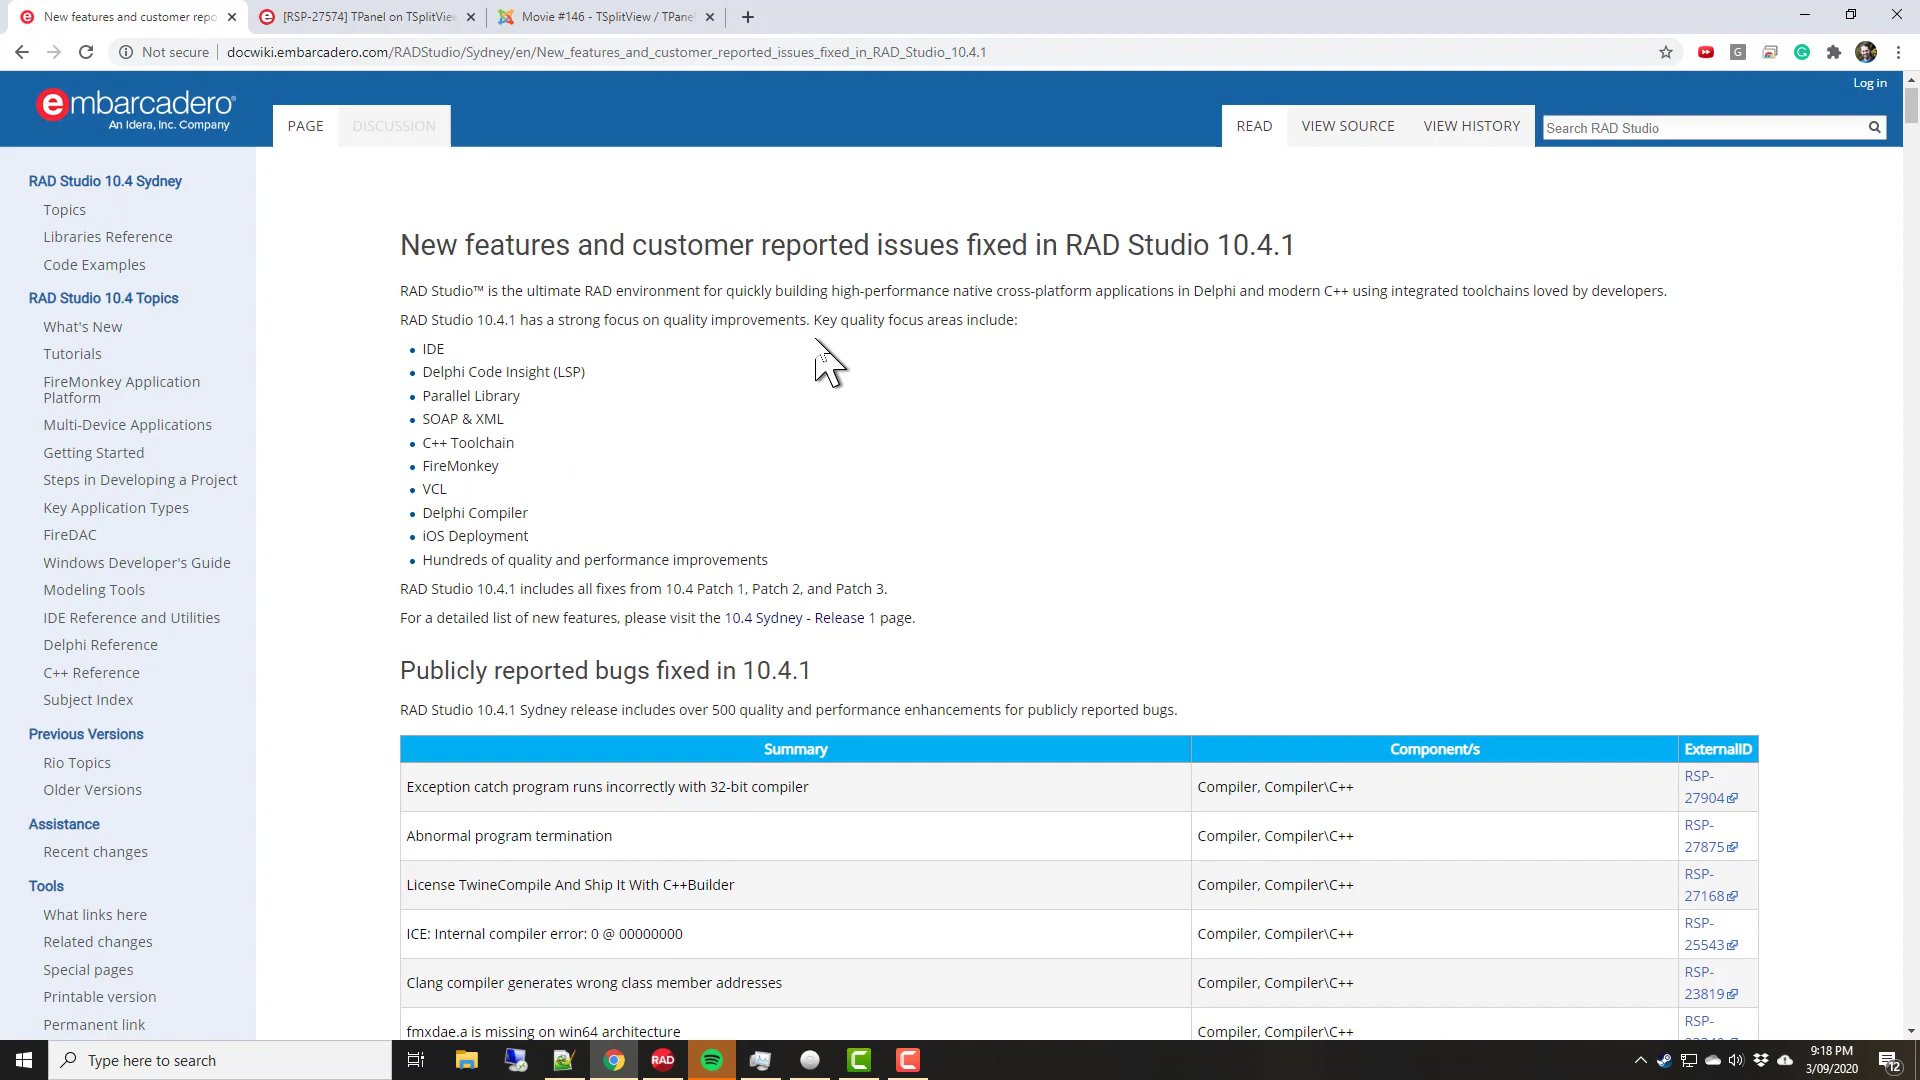 New features and customer repo
[RSP-27574] TPanel on TSplitView
Movie #146 - TSplitView / TPane
Not secure
docwiki.embarcadero.com/RADStudio/Sydney/en/New_features_and_customer_reported_issues_fixed_in_RAD_Studio_10.4.1
Log in
embarcadero
An Idera, Inc. Company
PAGE
DISCUSSION
READ
VIEW SOURCE
VIEW HISTORY
Search RAD Studio
RAD Studio 10.4 Sydney
Topics
Libraries Reference
Code Examples
RAD Studio 10.4 Topics
What's New
Tutorials
FireMonkey Application
Platform
Multi-Device Applications
Getting Started
Steps in Developing a Project
Key Application Types
FireDAC
Windows Developer's Guide
Modeling Tools
IDE Reference and Utilities
Delphi Reference
C++ Reference
Subject Index
Previous Versions
Rio Topics
Older Versions
Assistance
Recent changes
Tools
What links here
Related changes
Special pages
Printable version
Permanent link
New features and customer reported issues fixed in RAD Studio 10.4.1
RAD Studio™ is the ultimate RAD environment for quickly building high-performance native cross-platform applications in Delphi and modern C++ using integrated toolchains loved by developers.
RAD Studio 10.4.1 has a strong focus on quality improvements. Key quality focus areas include:
IDE
Delphi Code Insight (LSP)
Parallel Library
SOAP & XML
C++ Toolchain
FireMonkey
VCL
Delphi Compiler
iOS Deployment
Hundreds of quality and performance improvements
RAD Studio 10.4.1 includes all fixes from 10.4 Patch 1, Patch 2, and Patch 3.
For a detailed list of new features, please visit the 10.4 Sydney - Release 1 page.
Publicly reported bugs fixed in 10.4.1
RAD Studio 10.4.1 Sydney release includes over 500 quality and performance enhancements for publicly reported bugs.
Summary Component/s ExternalID
Exception catch program runs incorrectly with 32-bit compiler Compiler, Compiler\C++ RSP-
27904
Abnormal program termination Compiler, Compiler\C++ RSP-
27875
License TwineCompile And Ship It With C++Builder Compiler, Compiler\C++ RSP-
27168
ICE: Internal compiler error: 0 @ 00000000 Compiler, Compiler\C++ RSP-
25543
Clang compiler generates wrong class member addresses Compiler, Compiler\C++ RSP-
23819
fmxdae.a is missing on win64 architecture Compiler, Compiler\C++ RSP-
Type here to search
RAD
9:18 PM
3/09/2020
12